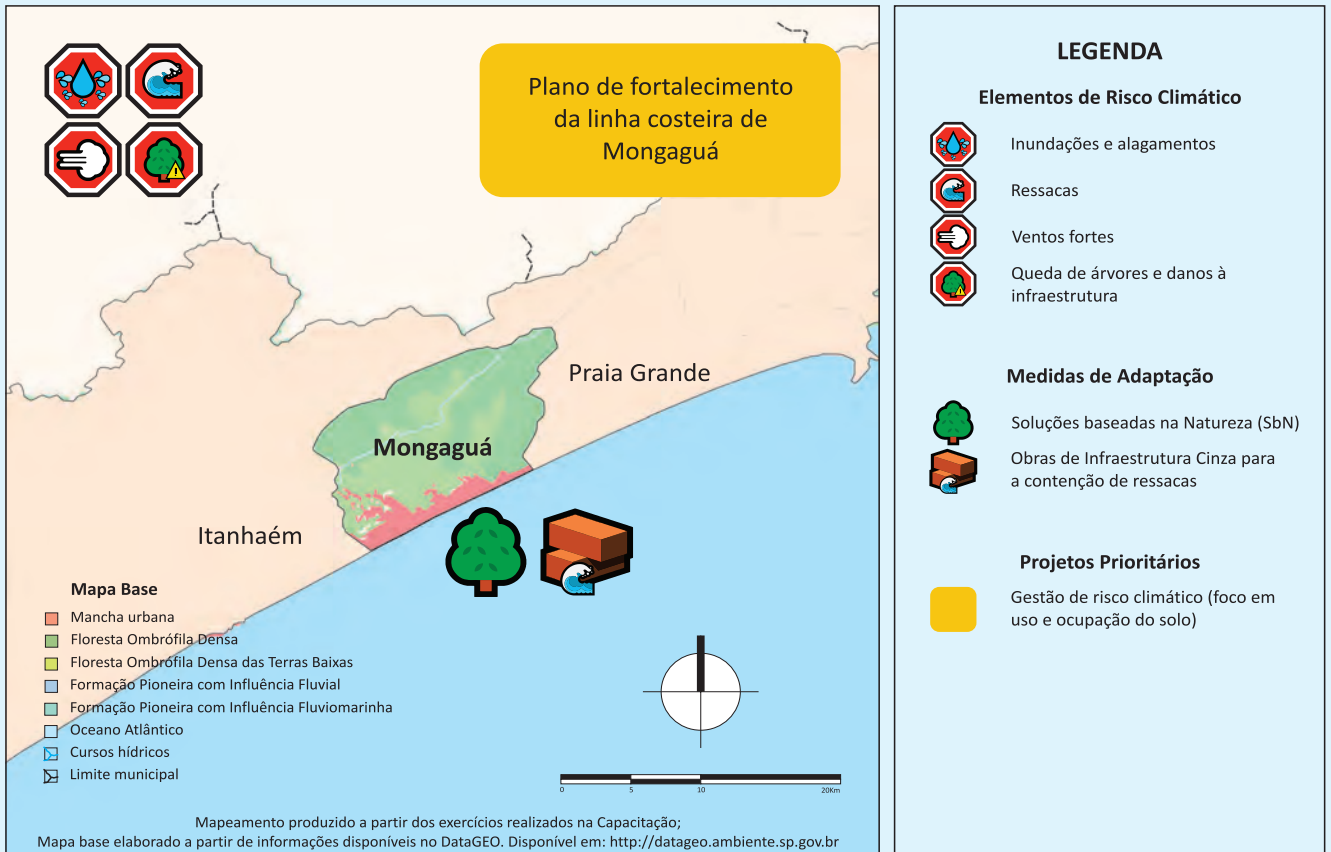 Plano de fortalecimento
da linha costeira de
Mongaguá
Praia Grande
Mongaguá
Itanhaém
Mapa Base
Mancha urbana
Floresta Ombrófila Densa
Floresta Ombrófila Densa das Terras Baixas
Formação Pioneira com Influência Fluvial
Formação Pioneira com Influência Fluviomarinha
Oceano Atlântico
Cursos hídricos
Limite municipal
0 5 10 20Km
Mapeamento produzido a partir dos exercícios realizados na Capacitação;
Mapa base elaborado a partir de informações disponíveis no DataGEO. Disponível em: http://datageo.ambiente.sp.gov.br
LEGENDA
Elementos de Risco Climático
Inundações e alagamentos
Ressacas
Ventos fortes
Queda de árvores e danos à
infraestrutura
Medidas de Adaptação
Soluções baseadas na Natureza (SbN)
Obras de Infraestrutura Cinza para
a contenção de ressacas
Projetos Prioritários
Gestão de risco climático (foco em
uso e ocupação do solo)